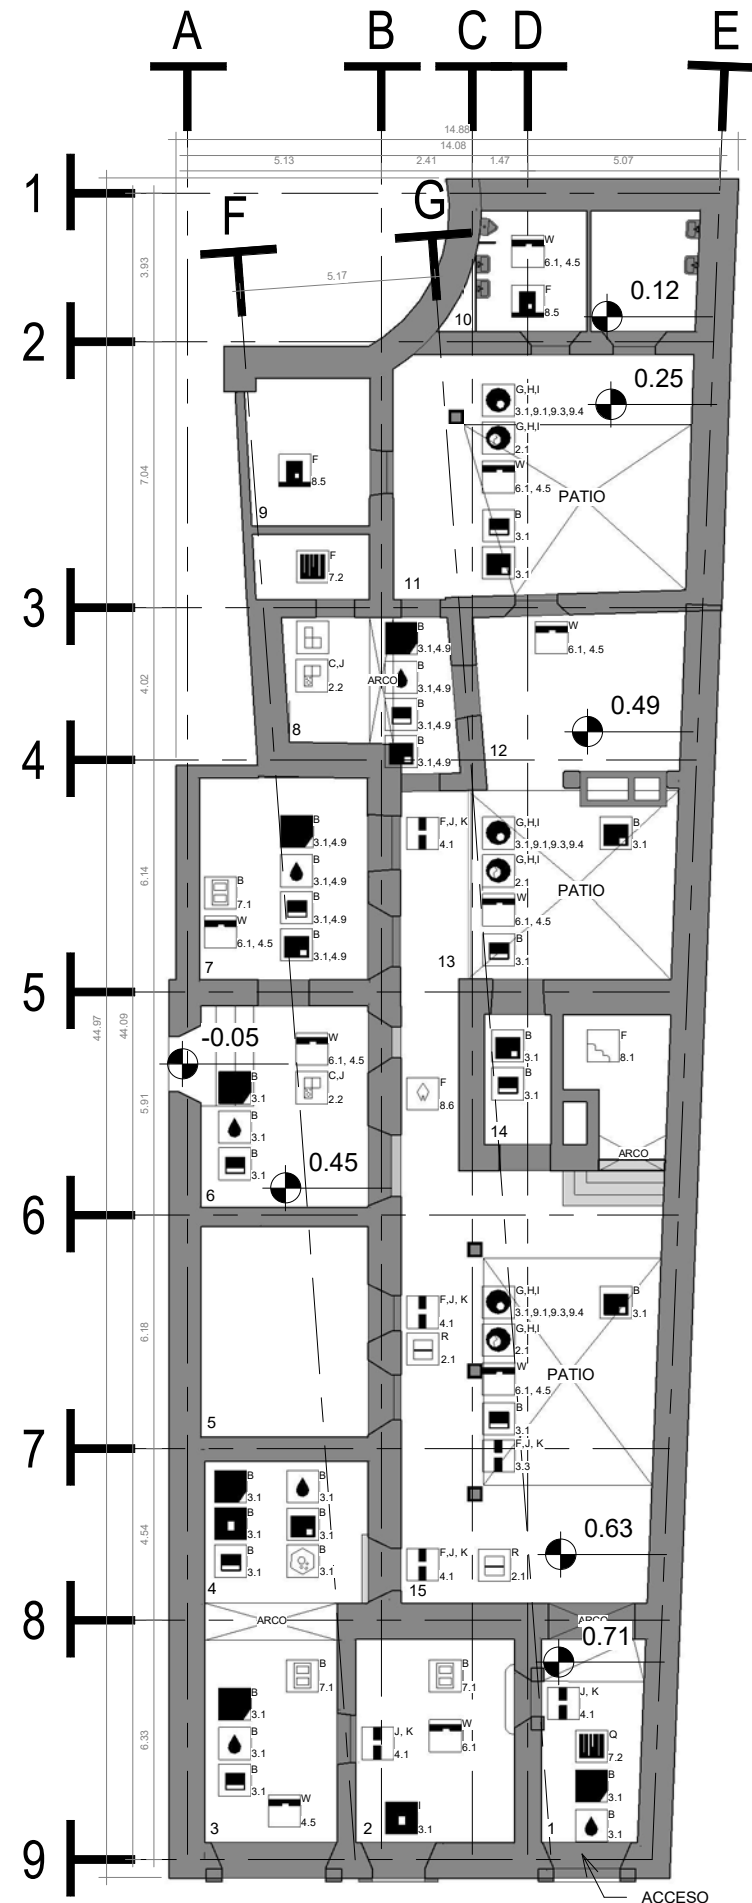 A B C D E
14.88
14.08
5.13 2.41 1.47 5.07
1
F G
5.17
3.93
W
6.1, 4.5
F
8.5
0.12
10
2
0.25
G,H,I
3.1,9.1,9.3,9.4
G,H,I
2.1
W
6.1, 4.5
PATIO
B
3.1
3.1
F
8.5
9
7.04
F
7.2
11
3
B
3.1,4.9
W
6.1, 4.5
C,J
2.2
ARCO
B
3.1,4.9
B
3.1,4.9
B
3.1,4.9
0.49
8
12
4.02
4
F,J, K
4.1
G,H,I
3.1,9.1,9.3,9.4
B,
3.1
G,H,I
2.1
W
6.1, 4.5
PATIO
B
3.1
B
3.1,4.9
B
3.1,4.9
B
3.1,4.9
B
3.1,4.9
B
7.1
W
6.1, 4.5
7
13
6.14
5
44.97
44.09
-0.05
W
6.1, 4.5
C,J
2.2
B
3.1
B
3.1
B
3.1
B
3.1
B
3.1
F
8.1
F
8.6
14
ARCO
5.91
0.45
6
6
F,J, K
4.1
R
2.1
G,H,I
3.1,9.1,9.3,9.4
B
3.1
G,H,I
2.1
W
6.1, 4.5
PATIO
B
3.1
F,J, K
3.3
6.18
5
7
B
3.1
B
3.1
B
3.1
B
3.1
B
3.1
B
3.1
4
4.54
F,J, K
4.1
R
2.1
0.63
15
8
ARCO
ARCO
0.71
B
7.1
B
7.1
B
3.1
B
3.1
B
3.1
W
4.5
J, K
4.1
W
6.1
I
3.1
J, K
4.1
Q
7.2
B
3.1
B
3.1
6.33
3 2 1
9
ACCESO